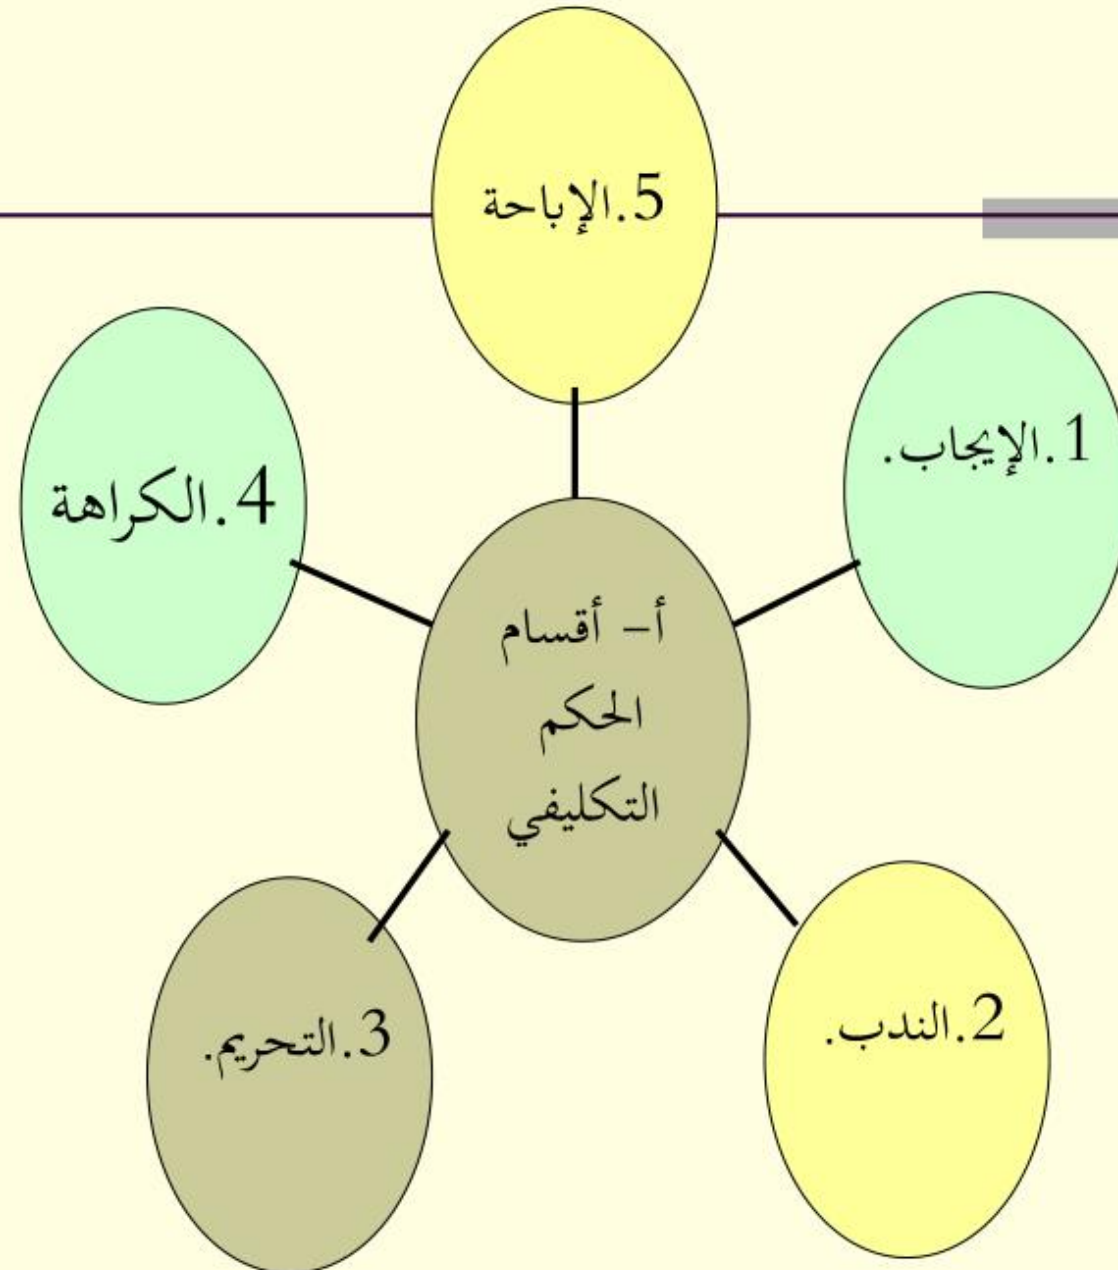 أ- أقسام
الحكم
التكليفي
1.الإيجاب.
2.الندب.
3.التحريم.
4.الكراهة
5.الإباحة